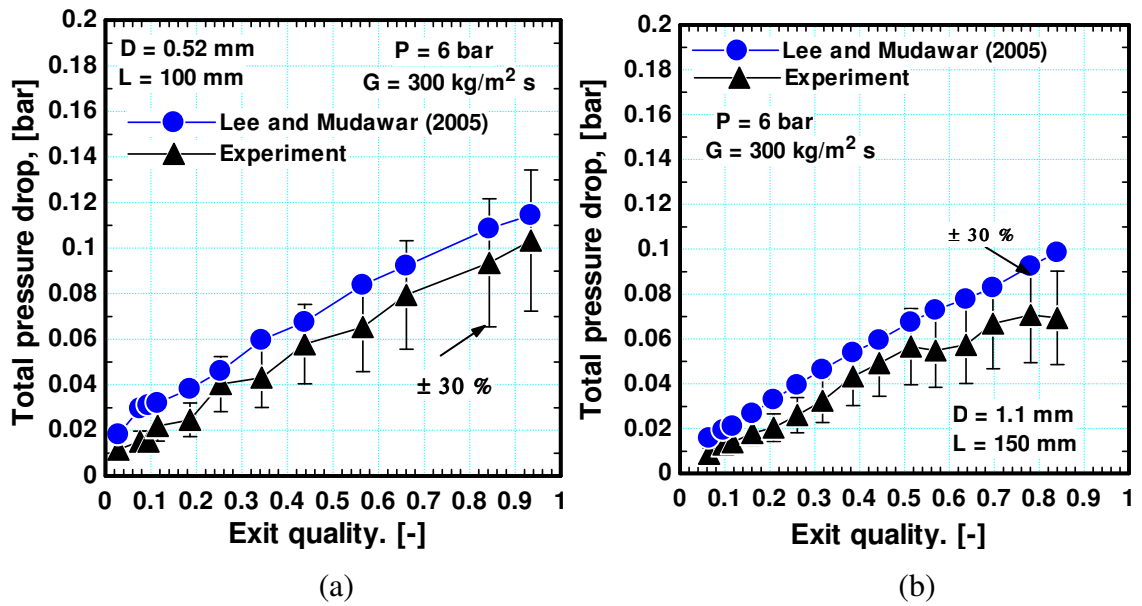 0.2
0.18
0.16
0.14
0.12
0.1
0.08
0.06
0.04
0.02
0
Total pressure drop, [bar]
D = 0.52 mm
L = 100 mm
P = 6 bar
G = 300 kg/m² s
Lee and Mudawar (2005)
Experiment
± 30 %
0 0.1 0.2 0.3 0.4 0.5 0.6 0.7 0.8 0.9 1
Exit quality. [-]
(a)
0.2
0.18
0.16
0.14
0.12
0.1
0.08
0.06
0.04
0.02
0
Total pressure drop, [bar]
Lee and Mudawar (2005)
Experiment
P = 6 bar
G = 300 kg/m² s
± 30 %
D = 1.1 mm
L = 150 mm
0 0.1 0.2 0.3 0.4 0.5 0.6 0.7 0.8 0.9 1
Exit quality. [-]
(b)